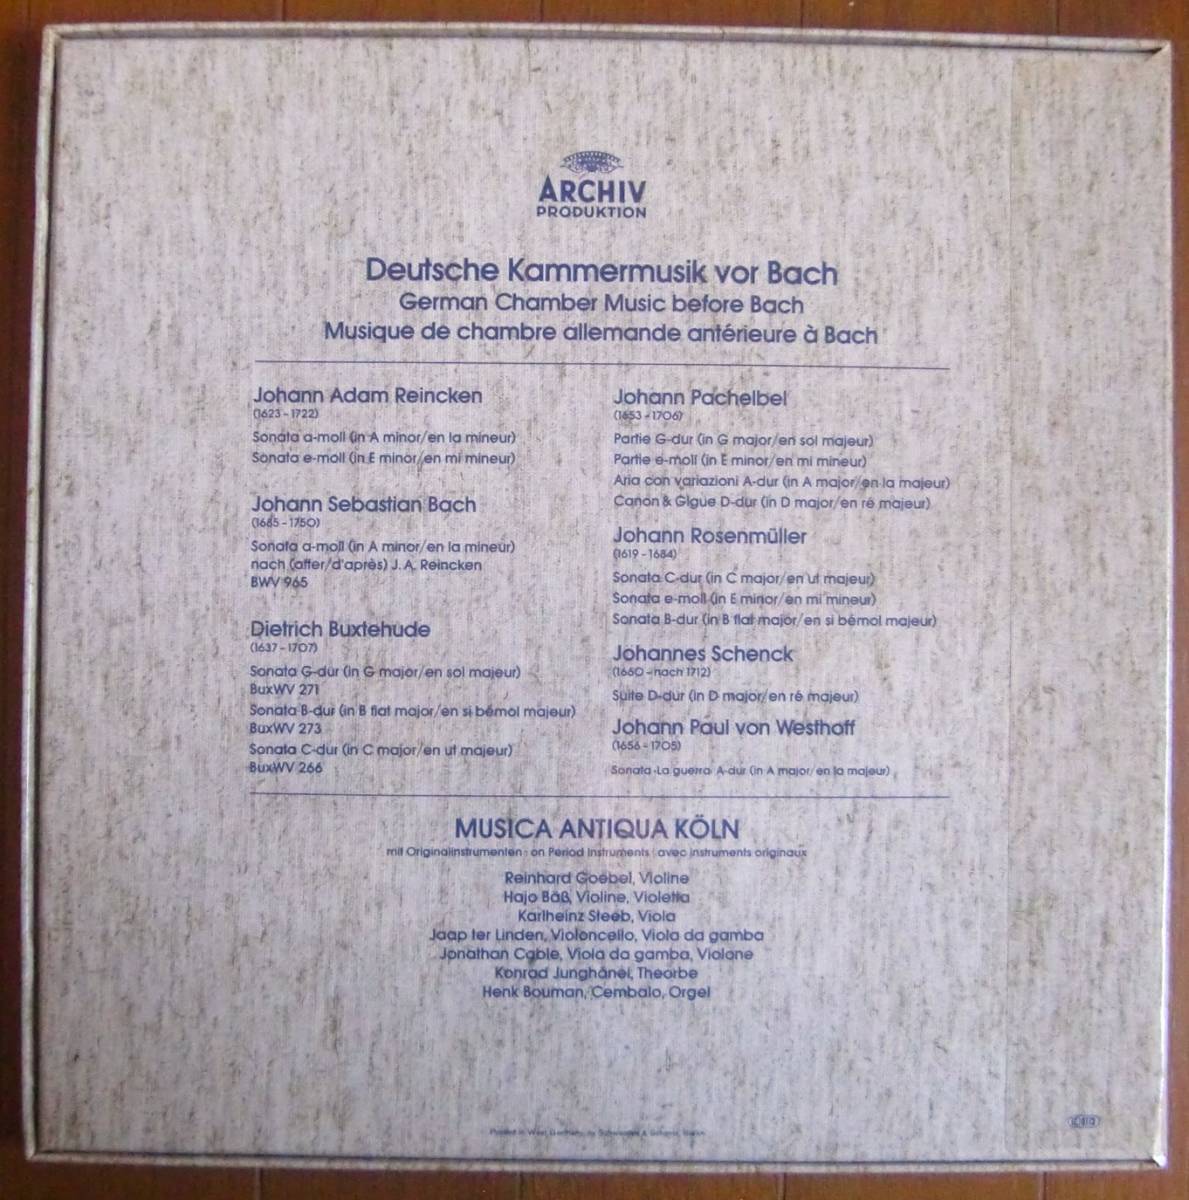 ARCHIV
PRODUKTION
Deutsche Kammermusik vor Bach
German Chamber Music before Bach
Musique de chambre allemande antérieure à Bach
Johann Adam Reincken
(1623 - 1722)
Sonata a-moll (in A minor/en la mineur)
Sonata e-moll (in E minor/en mi mineur)
Johann Sebastian Bach
(1685 - 1750)
Sonata a-moll (in A minor/en la mineur)
nach (after/d'après) J. A. Reincken
BWV 965
Dietrich Buxtehude
(1637 - 1707)
Sonata G-dur (in G major/en sol majeur)
BuxWV 271
Sonata B-dur (in B flat major/en si bémol majeur)
BuxWV 273
Sonata C-dur (in C major/en ut majeur)
BuxWV 266
Johann Pachelbel
(1653 - 1706)
Partie G-dur (in G major/en sol majeur)
Partie e-moll (in E minor/en mi mineur)
Aria con variazioni A-dur (in A major/en la majeur)
Canon & Gigue D-dur (in D major/en ré majeur)
Johann Rosenmüller
(1619 - 1684)
Sonata C-dur (in C major/en ut majeur)
Sonata e-moll (in E minor/en mi mineur)
Sonata B-dur (in B flat major/en si bémol majeur)
Johannes Schenck
(1660 - nach 1712)
Suite D-dur (in D major/en ré majeur)
Johann Paul von Westhoff
(1656 - 1705)
Sonata ‹La guerra› A-dur (in A major/en la majeur)
MUSICA ANTIQUA KÖLN
mit Originalinstrumenten · on Period Instruments · avec instruments originaux
Reinhard Goebel, Violine
Hajo Bäß, Violine, Violetta
Karlheinz Steeb, Viola
Jaap ter Linden, Violoncello, Viola da gamba
Jonathan Cable, Viola da gamba, Violone
Konrad Junghänel, Theorbe
Henk Bouman, Cembalo, Orgel
Printed in West Germany by